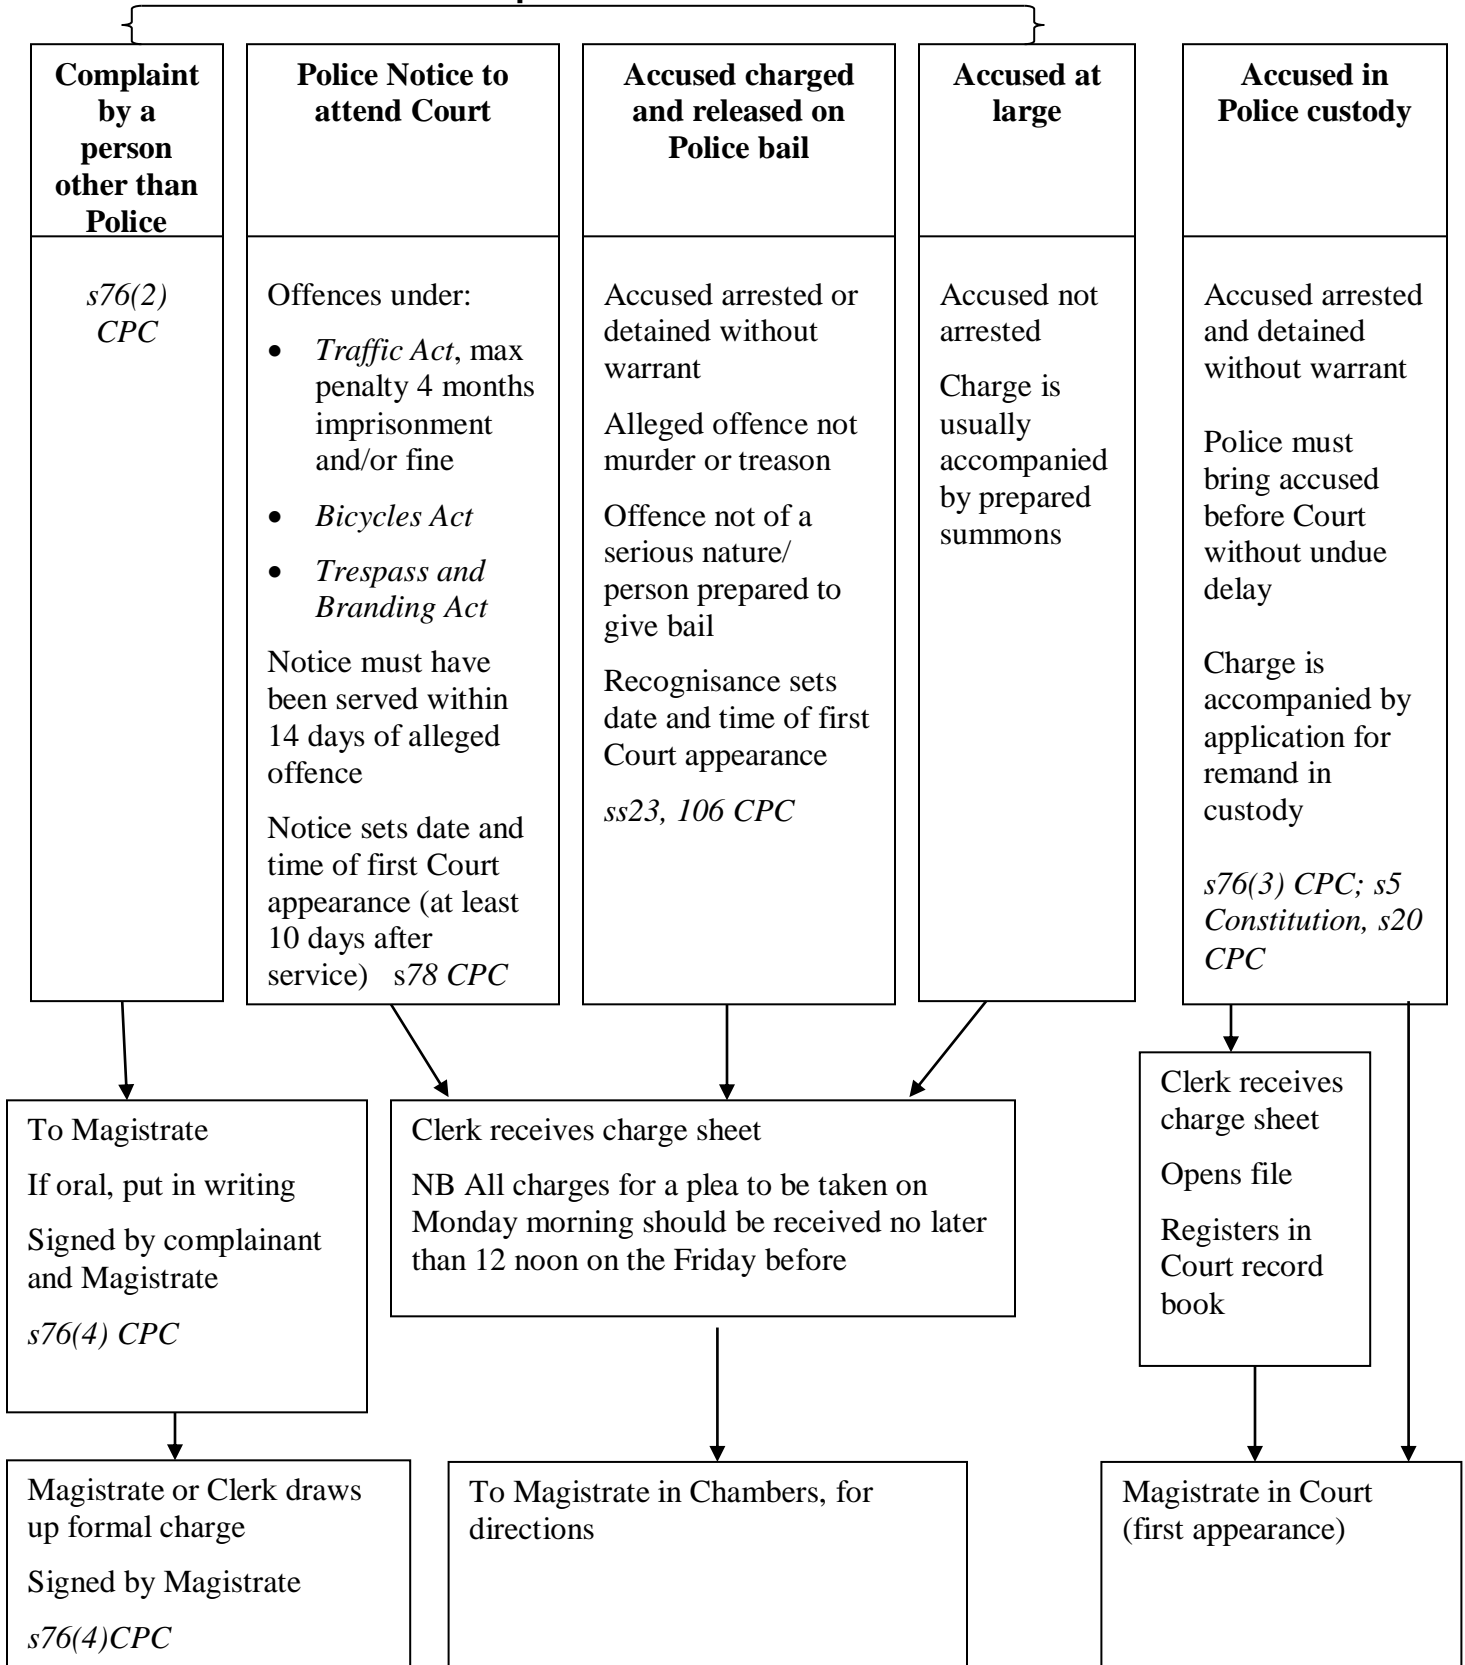 Complaint
by a
person
other than
Police
s76(2)
CPC
Police Notice to
attend Court
Offences under:
• Traffic Act, max
penalty 4 months
imprisonment
and/or fine
• Bicycles Act
• Trespass and
Branding Act
Notice must have
been served within
14 days of alleged
offence
Notice sets date and
time of first Court
appearance (at least
10 days after
service) s78 CPC
Accused charged
and released on
Police bail
Accused arrested or
detained without
warrant
Alleged offence not
murder or treason
Offence not of a
serious nature/
person prepared to
give bail
Recognisance sets
date and time of first
Court appearance
ss23, 106 CPC
Accused at
large
Accused not
arrested
Charge is
usually
accompanied
by prepared
summons
Accused in
Police custody
Accused arrested
and detained
without warrant
Police must
bring accused
before Court
without undue
delay
Charge is
accompanied by
application for
remand in
custody
s76(3) CPC; s5
Constitution, s20
CPC
To Magistrate
If oral, put in writing
Signed by complainant
and Magistrate
s76(4) CPC
Clerk receives charge sheet
NB All charges for a plea to be taken on
Monday morning should be received no later
than 12 noon on the Friday before
Clerk receives
charge sheet
Opens file
Registers in
Court record
book
Magistrate or Clerk draws
up formal charge
Signed by Magistrate
s76(4)CPC
To Magistrate in Chambers, for
directions
Magistrate in Court
(first appearance)